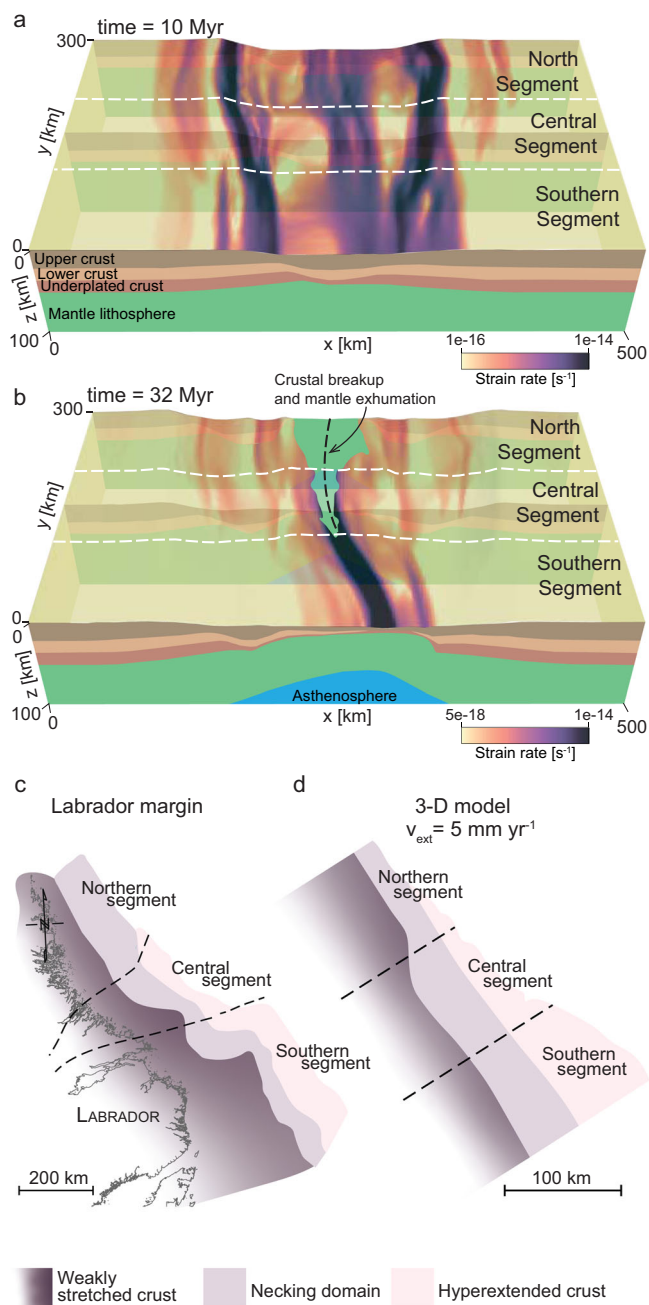 a
time = 10 Myr
300
North
Segment
Central
Segment
Southern
Segment
y [km]
0
0
Upper crust
Lower crust
Underplated crust
Mantle lithosphere
z [km]
100
0
x [km]
500
1e-16
1e-14
Strain rate [s⁻¹]
b
time = 32 Myr
Crustal breakup
and mantle exhumation
300
North
Segment
Central
Segment
Southern
Segment
y [km]
0
0
z [km]
100
0
Asthenosphere
x [km]
500
5e-18
1e-14
Strain rate [s⁻¹]
c
Labrador margin
N
Northern
segment
Central
segment
Southern
segment
LABRADOR
200 km
d
3-D model
v_ext = 5 mm yr⁻¹
Northern
segment
Central
segment
Southern
segment
100 km
Weakly
stretched crust
Necking domain
Hyperextended crust